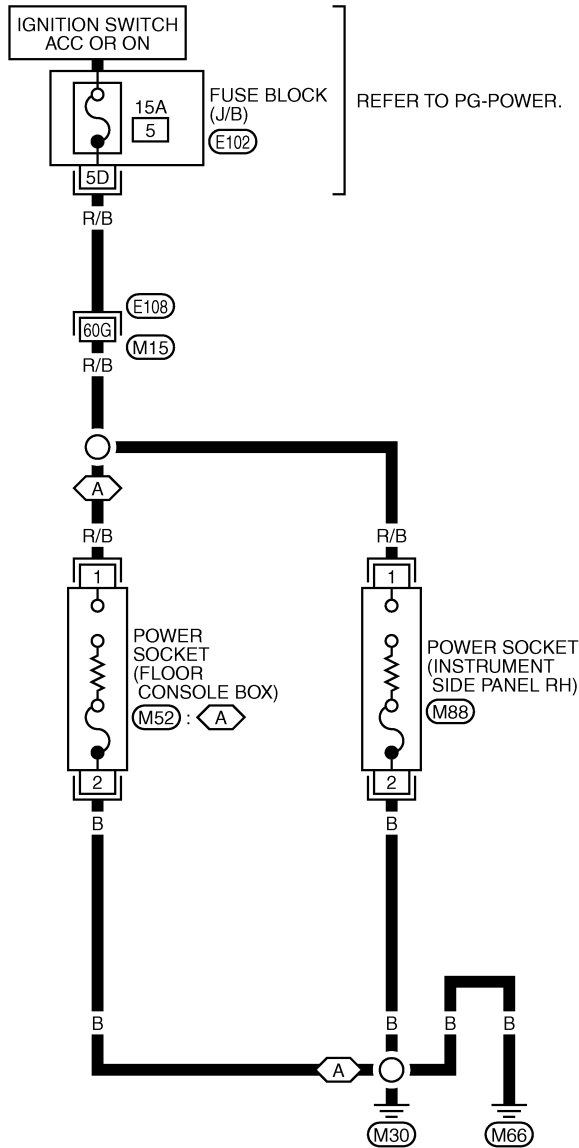 IGNITION SWITCH
ACC OR ON
15A
5
FUSE BLOCK
(J/B)
E102
REFER TO PG-POWER.
5D
R/B
E108
60G
M15
R/B
A
R/B
R/B
1
1
POWER
SOCKET
(FLOOR
CONSOLE BOX)
M52 : A
POWER SOCKET
(INSTRUMENT
SIDE PANEL RH)
M88
2
2
B
B
B
B
B
B
A
M30
M66